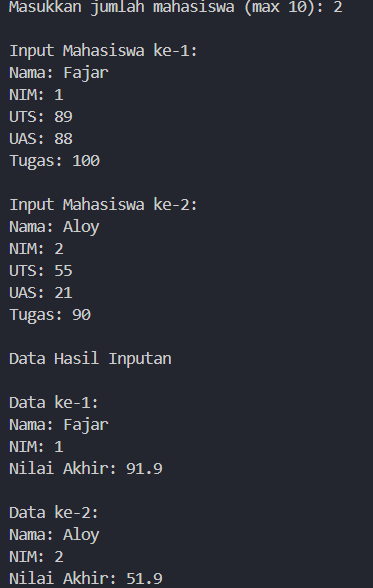 Masukkan jumlah mahasiswa (max 10): 2
Input Mahasiswa ke-1:
Nama: Fajar
NIM: 1
UTS: 89
UAS: 88
Tugas: 100
Input Mahasiswa ke-2:
Nama: Aloy
NIM: 2
UTS: 55
UAS: 21
Tugas: 90
Data Hasil Inputan
Data ke-1:
Nama: Fajar
NIM: 1
Nilai Akhir: 91.9
Data ke-2:
Nama: Aloy
NIM: 2
Nilai Akhir: 51.9